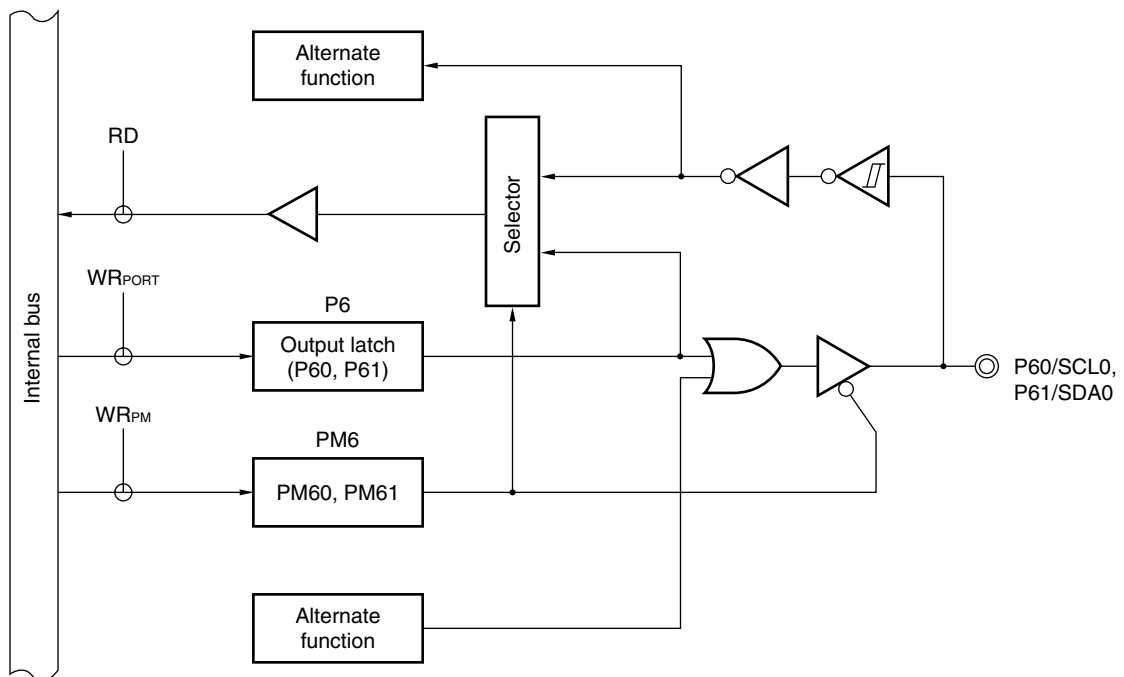 Alternate
function
RD
Selector
WRPORT
P6
Output latch
(P60, P61)
Internal bus
P60/SCL0,
P61/SDA0
WRPM
PM6
PM60, PM61
Alternate
function